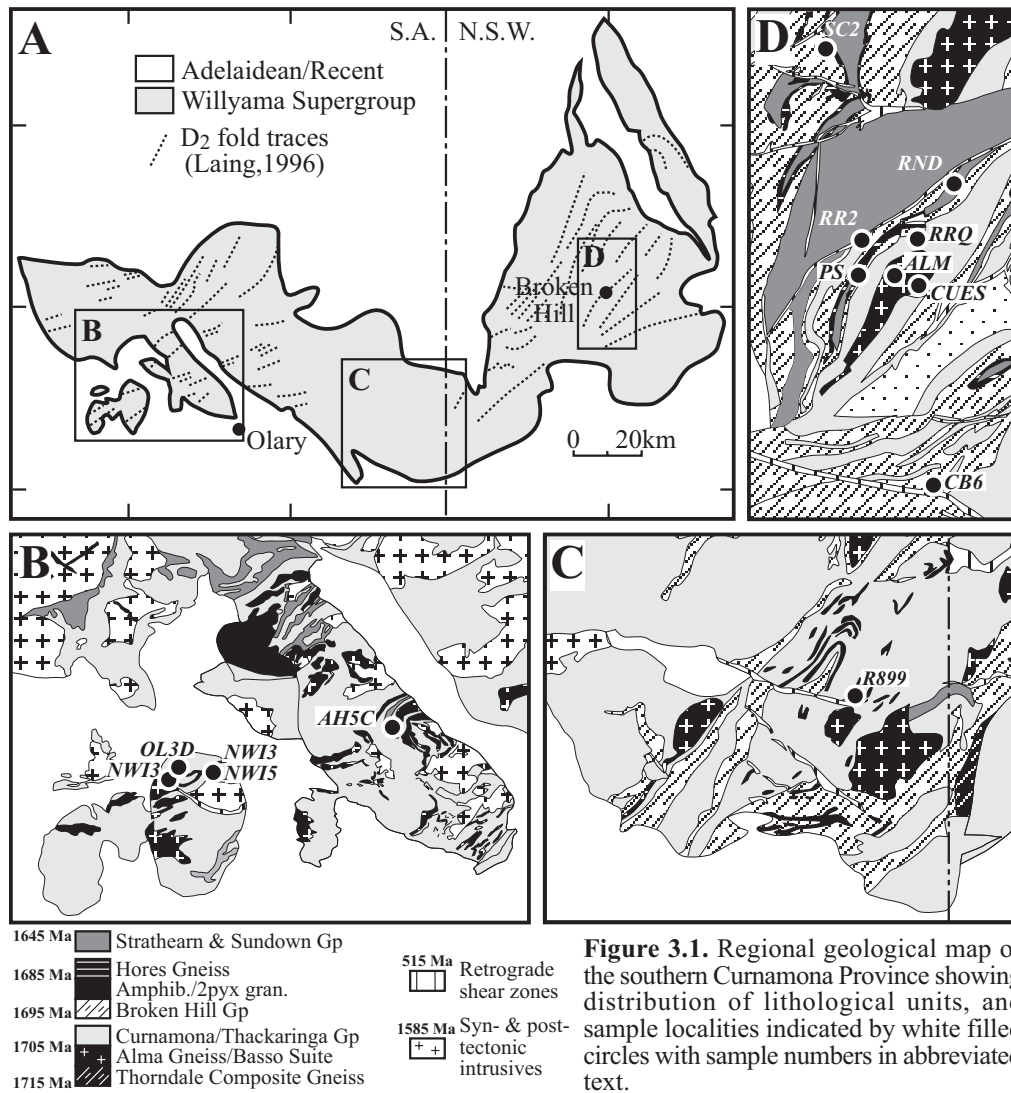 A
S.A.
N.S.W.
Adelaidean/Recent
Willyama Supergroup
D2 fold traces
(Laing,1996)
B
C
D
Broken
Hill
Olary
0 20km
D
SC2
RND
RR2
RRQ
PS
ALM
CUES
CB6
B
AH5C
OL3D
NWI3
NWI3
NWI5
C
R899
1645 Ma
Strathearn & Sundown Gp
1685 Ma
Hores Gneiss
Amphib./2pyx gran.
1695 Ma
Broken Hill Gp
1705 Ma
Curnamona/Thackaringa Gp
Alma Gneiss/Basso Suite
1715 Ma
Thorndale Composite Gneiss
515 Ma
Retrograde
shear zones
1585 Ma
Syn- & post-
tectonic
intrusives
Figure 3.1. Regional geological map o
the southern Curnamona Province showing
distribution of lithological units, and
sample localities indicated by white filled
circles with sample numbers in abbreviated
text.